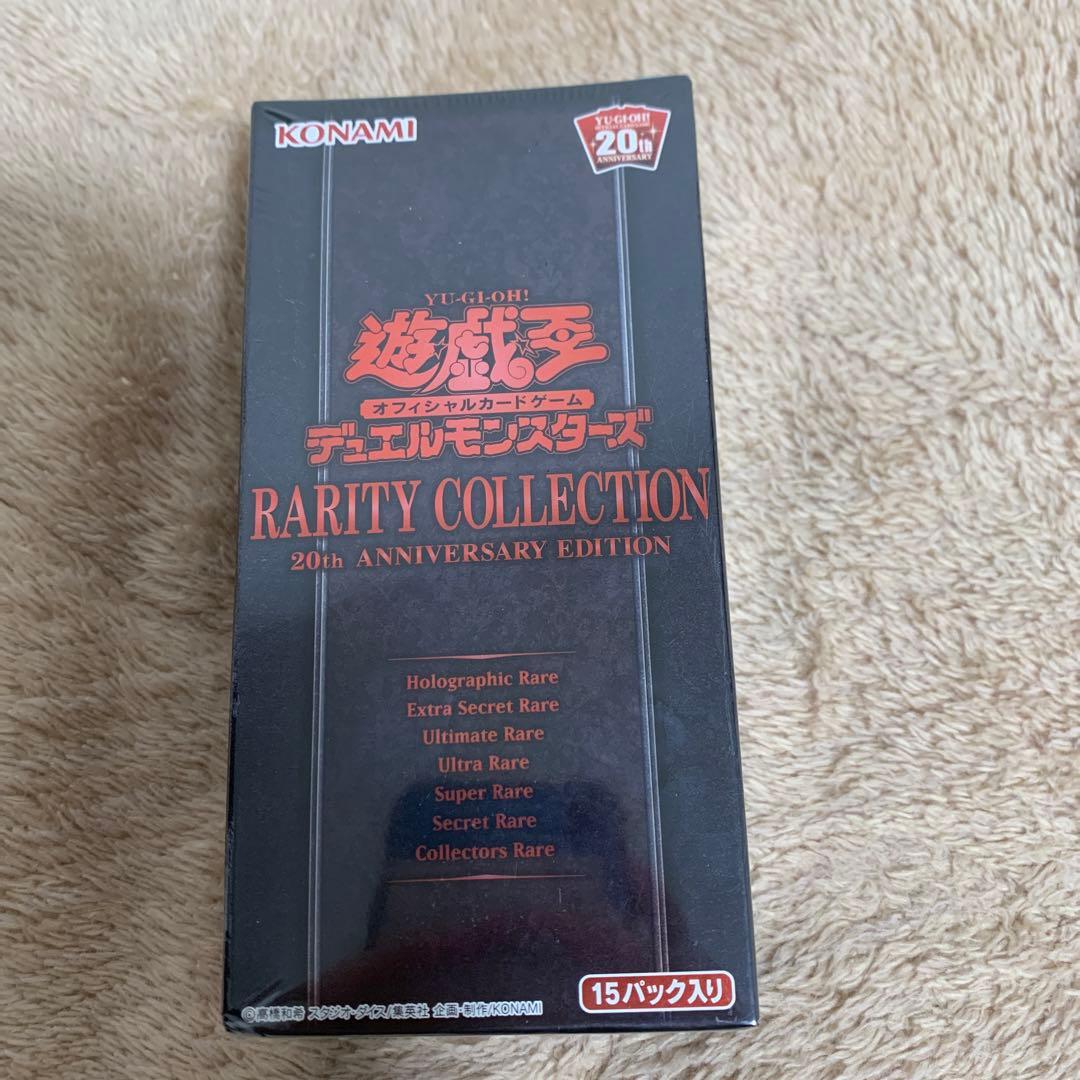 KONAMI
YU-GI-OH!
OFFICIAL CARD GAME
20th
ANNIVERSARY
YU-GI-OH!
遊戯王
オフィシャルカードゲーム
デュエルモンスターズ
RARITY COLLECTION
20th ANNIVERSARY EDITION
Holographic Rare
Extra Secret Rare
Ultimate Rare
Ultra Rare
Super Rare
Secret Rare
Collectors Rare
15パック入り
©高橋和希 スタジオ・ダイス/集英社 企画・制作/KONAMI